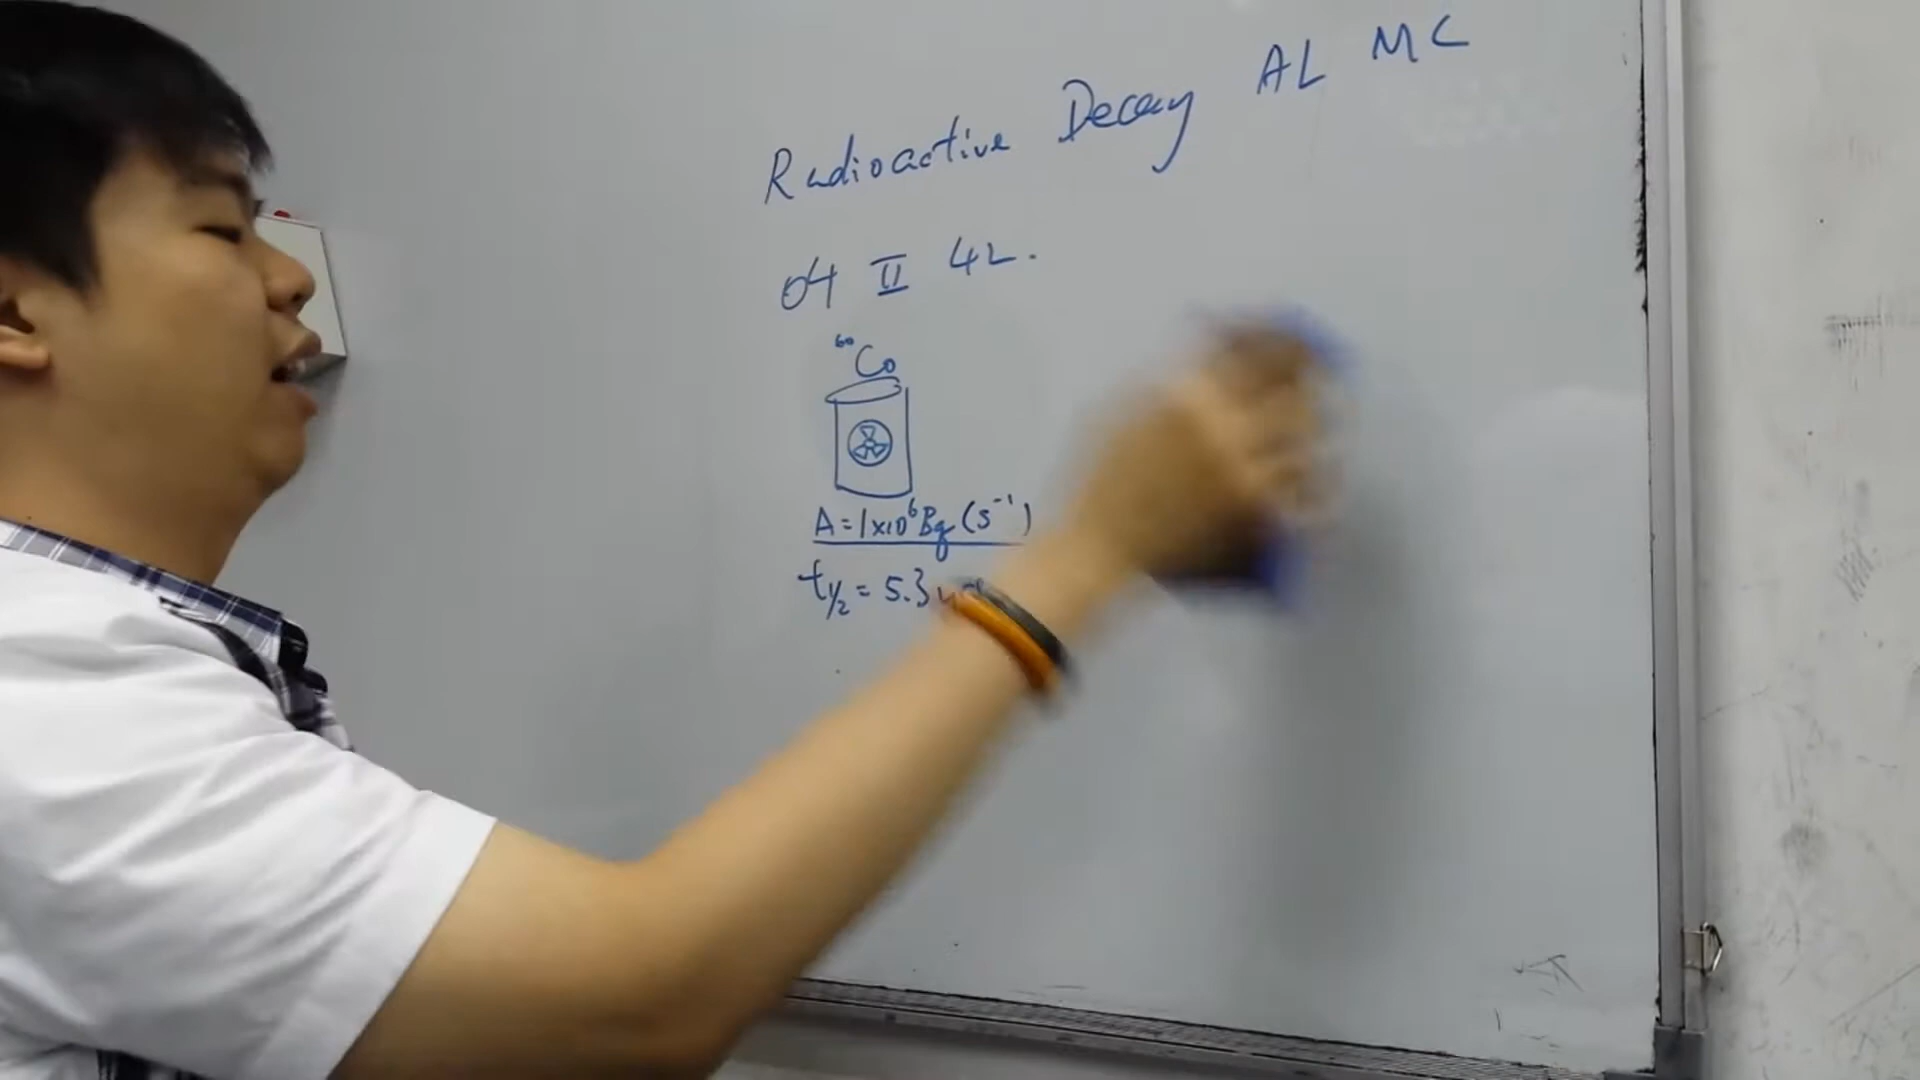 Radioactive Decay AL MC
04 II 42.
⁶⁰Co
A = 1×10⁶ Bq (s⁻¹)
t½ = 5.3